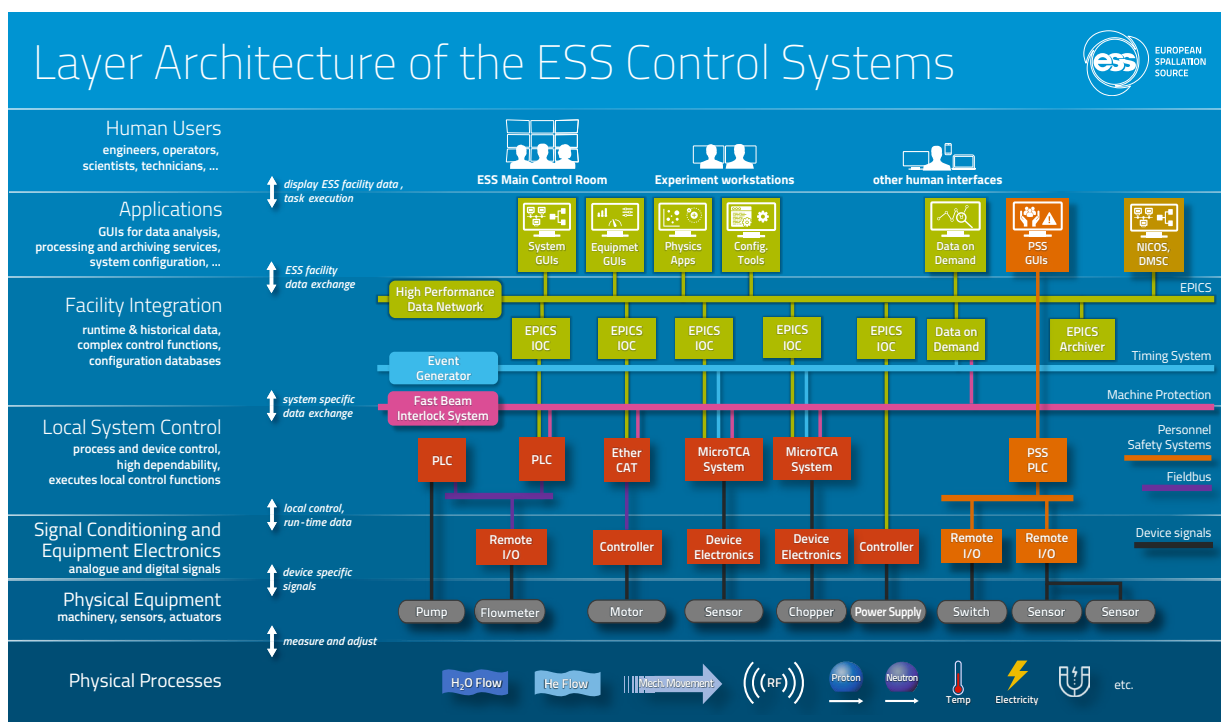 Layer Architecture of the ESS Control Systems
ess
EUROPEAN
SPALLATION
SOURCE
Human Users
engineers, operators,
scientists, technicians, ...
ESS Main Control Room
Experiment workstations
other human interfaces
display ESS facility data ,
task execution
Applications
GUIs for data analysis,
processing and archiving services,
system configuration, ...
System
GUIs
Equipmet
GUIs
Physics
Apps
Config.
Tools
Data on
Demand
PSS
GUIs
NICOS,
DMSC
ESS facility
data exchange
Facility Integration
runtime & historical data,
complex control functions,
configuration databases
High Performance
Data Network
EPICS
EPICS
IOC
EPICS
IOC
EPICS
IOC
EPICS
IOC
EPICS
IOC
Data on
Demand
EPICS
Archiver
Event
Generator
Timing System
system specific
data exchange
Fast Beam
Interlock System
Machine Protection
Local System Control
process and device control,
high dependability,
executes local control functions
PLC
PLC
Ether
CAT
MicroTCA
System
MicroTCA
System
PSS
PLC
Personnel
Safety Systems
Fieldbus
local control,
run-time data
Signal Conditioning and
Equipment Electronics
analogue and digital signals
Remote
I/O
Controller
Device
Electronics
Device
Electronics
Controller
Remote
I/O
Remote
I/O
Device signals
device specific
signals
Physical Equipment
machinery, sensors, actuators
Pump
Flowmeter
Motor
Sensor
Chopper
Power Supply
Switch
Sensor
Sensor
measure and adjust
Physical Processes
H₂O Flow
He Flow
Mech. Movement
(((RF)))
Proton
Neutron
Temp
Electricity
etc.